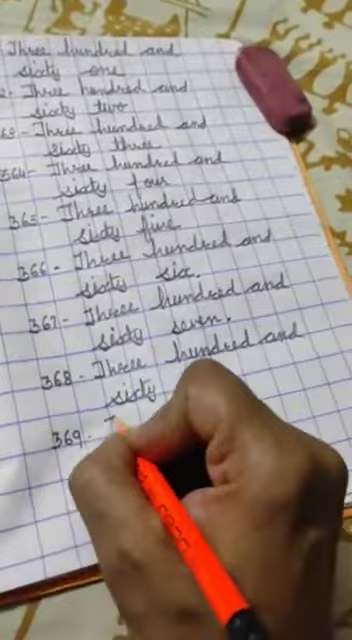 Three hundred and
sixty one
Three hundred and
sixty two
Three hundred and
sixty three
364- Three hundred and
sixty four
365- Three hundred and
sixty five
366- Three hundred and
sixty six.
367- Three hundred and
sixty seven.
368- Three hundred and
sixty
369-